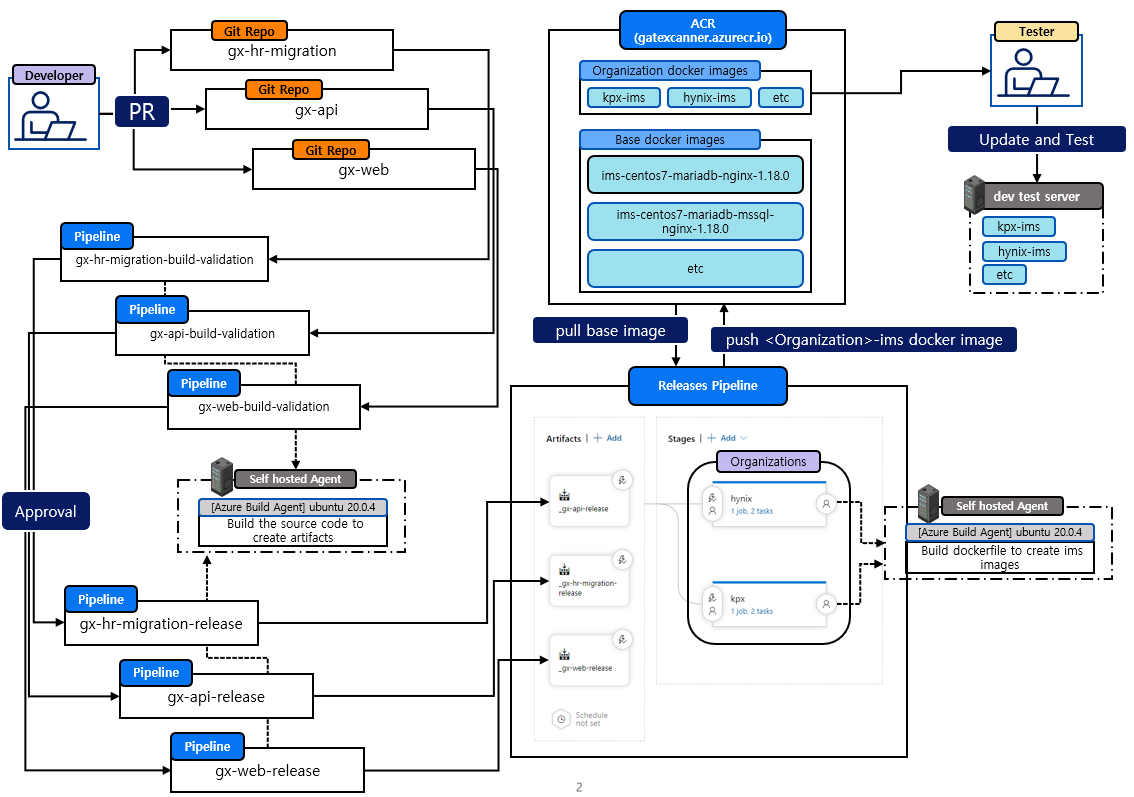 Developer
PR
Git Repo
gx-hr-migration
Git Repo
gx-api
Git Repo
gx-web
Pipeline
gx-hr-migration-build-validation
Pipeline
gx-api-build-validation
Pipeline
gx-web-build-validation
Self hosted Agent
[Azure Build Agent] ubuntu 20.0.4
Build the source code to
create artifacts
Approval
Pipeline
gx-hr-migration-release
Pipeline
gx-api-release
Pipeline
gx-web-release
ACR
(gatexcanner.azurecr.io)
Organization docker images
kpx-ims
hynix-ims
etc
Base docker images
ims-centos7-mariadb-nginx-1.18.0
ims-centos7-mariadb-mssql-
nginx-1.18.0
etc
Tester
Update and Test
dev test server
kpx-ims
hynix-ims
etc
pull base image
push <Organization>-ims docker image
Releases Pipeline
Artifacts | + Add
_gx-api-release
_gx-hr-migration-
release
_gx-web-release
Schedule
not set
Stages | + Add
Organizations
hynix
1 job, 2 tasks
kpx
1 job, 2 tasks
Self hosted Agent
[Azure Build Agent] ubuntu 20.0.4
Build dockerfile to create ims
images
2